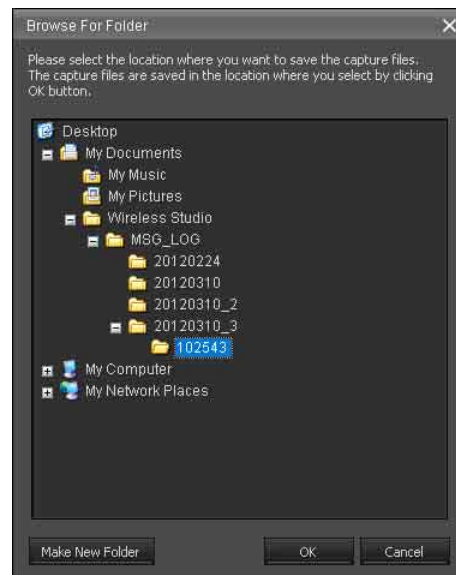 Browse For Folder
Please select the location where you want to save the capture files.
The capture files are saved in the location where you select by clicking
OK button.
Desktop
My Documents
My Music
My Pictures
Wireless Studio
MSG_LOG
20120224
20120310
20120310_2
20120310_3
102543
My Computer
My Network Places
Make New Folder
OK
Cancel